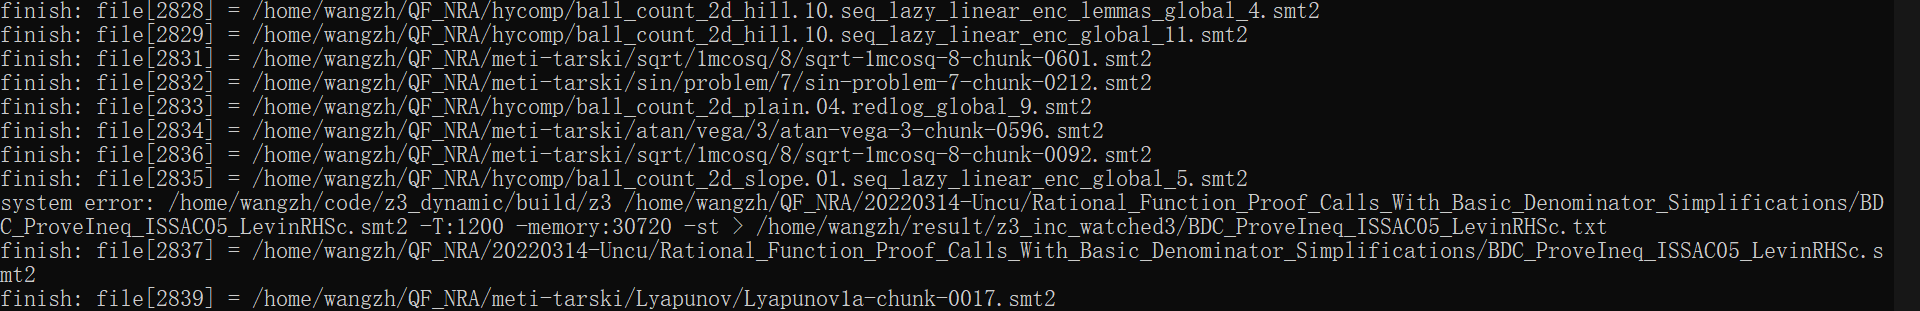 finish: file[2828] = /home/wangzh/QF_NRA/hycomp/ball_count_2d_hill.10.seq_lazy_linear_enc_lemmas_global_4.smt2
finish: file[2829] = /home/wangzh/QF_NRA/hycomp/ball_count_2d_hill.10.seq_lazy_linear_enc_global_11.smt2
finish: file[2831] = /home/wangzh/QF_NRA/meti-tarski/sqrt/1mcosq/8/sqrt-1mcosq-8-chunk-0601.smt2
finish: file[2832] = /home/wangzh/QF_NRA/meti-tarski/sin/problem/7/sin-problem-7-chunk-0212.smt2
finish: file[2833] = /home/wangzh/QF_NRA/hycomp/ball_count_2d_plain.04.redlog_global_9.smt2
finish: file[2834] = /home/wangzh/QF_NRA/meti-tarski/atan/vega/3/atan-vega-3-chunk-0596.smt2
finish: file[2836] = /home/wangzh/QF_NRA/meti-tarski/sqrt/1mcosq/8/sqrt-1mcosq-8-chunk-0092.smt2
finish: file[2835] = /home/wangzh/QF_NRA/hycomp/ball_count_2d_slope.01.seq_lazy_linear_enc_global_5.smt2
system error: /home/wangzh/code/z3_dynamic/build/z3 /home/wangzh/QF_NRA/20220314-Uncu/Rational_Function_Proof_Calls_With_Basic_Denominator_Simplifications/BD
C_ProveIneq_ISSAC05_LevinRHSc.smt2 -T:1200 -memory:30720 -st > /home/wangzh/result/z3_inc_watched3/BDC_ProveIneq_ISSAC05_LevinRHSc.txt
finish: file[2837] = /home/wangzh/QF_NRA/20220314-Uncu/Rational_Function_Proof_Calls_With_Basic_Denominator_Simplifications/BDC_ProveIneq_ISSAC05_LevinRHSc.s
mt2
finish: file[2839] = /home/wangzh/QF_NRA/meti-tarski/Lyapunov/Lyapunov1a-chunk-0017.smt2